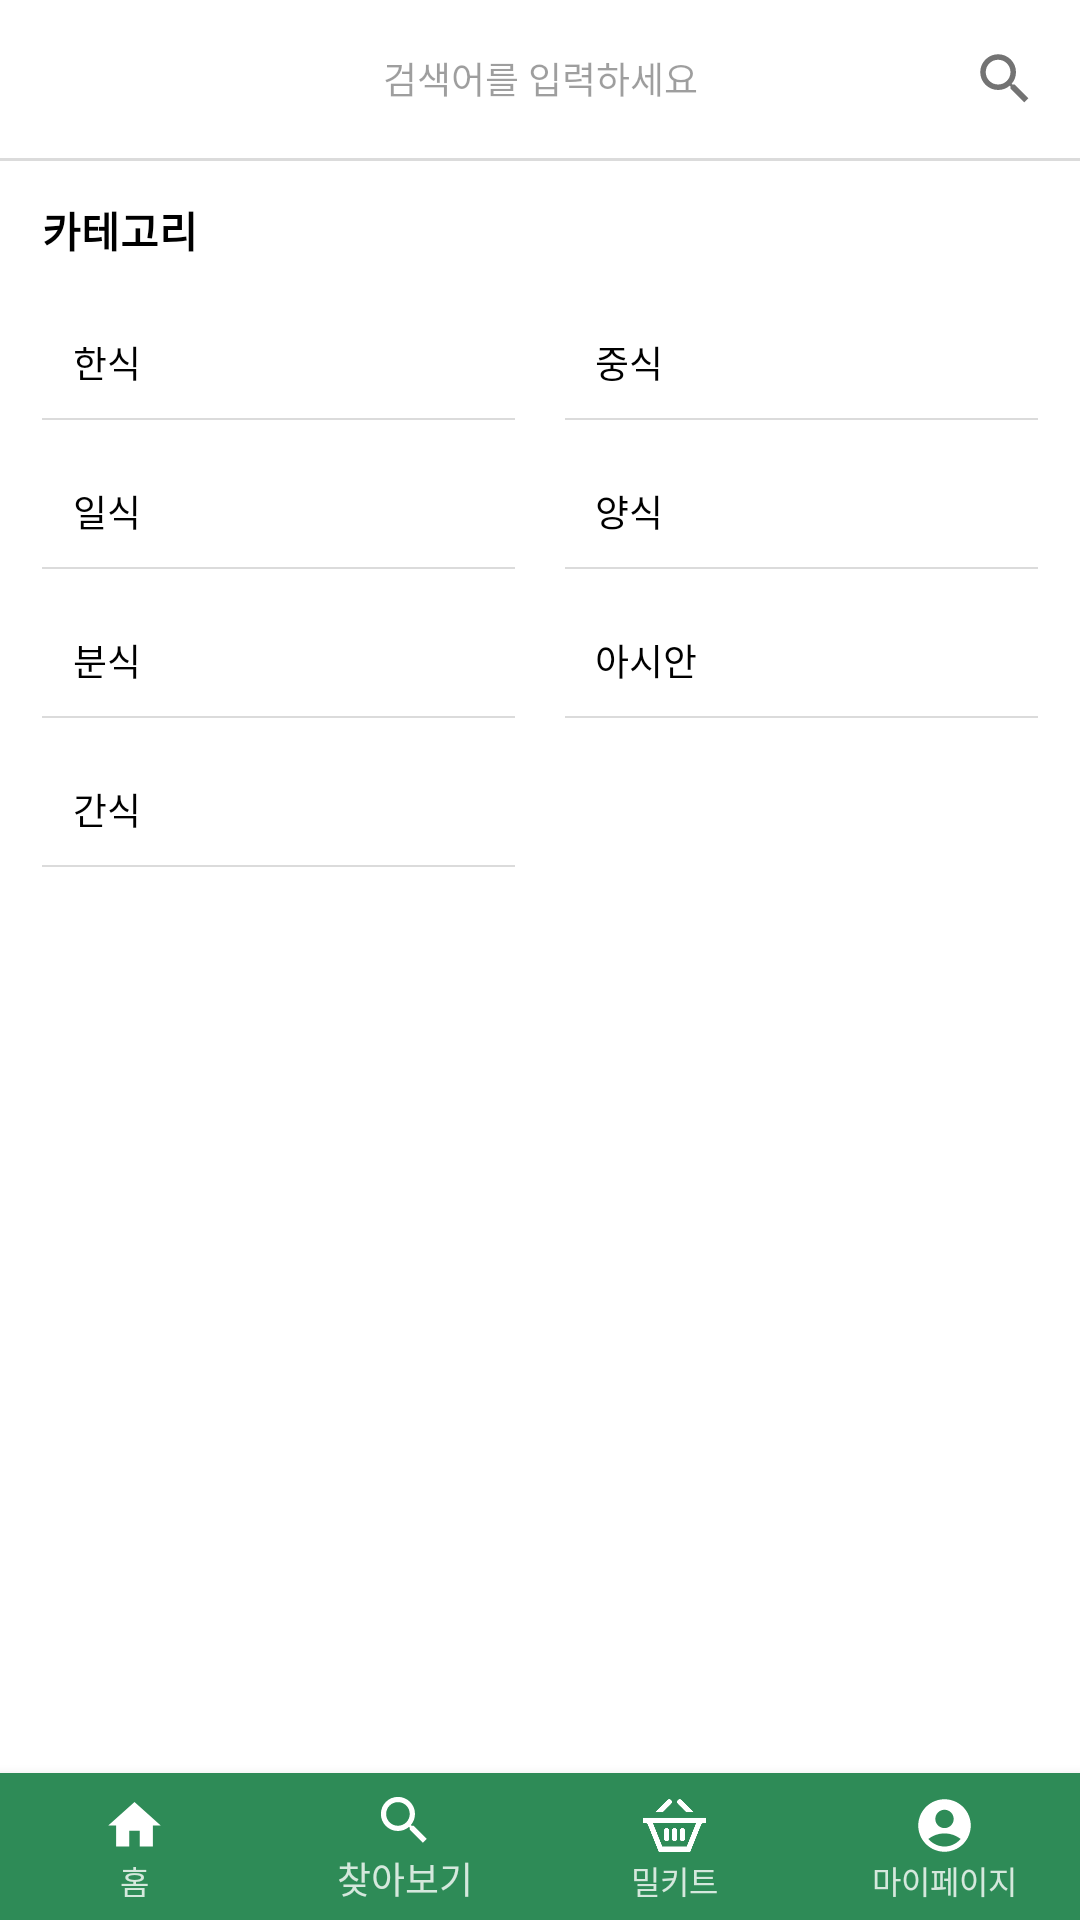 검색어를 입력하세요
카테고리
한식 중식
일식 양식
분식 아시안
간식
홈 찾아보기 밀키트 마이페이지